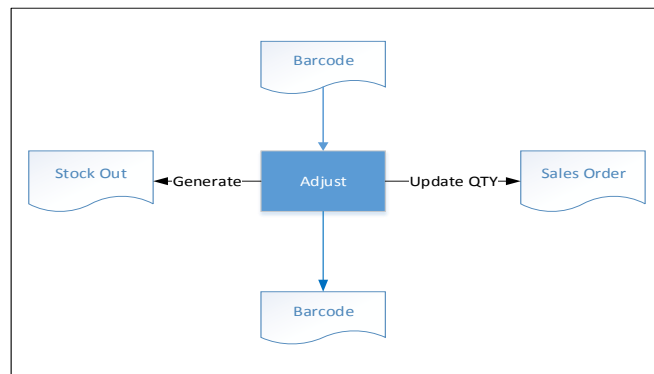 Barcode
Stock Out
Generate
Adjust
Update QTY
Sales Order
Barcode